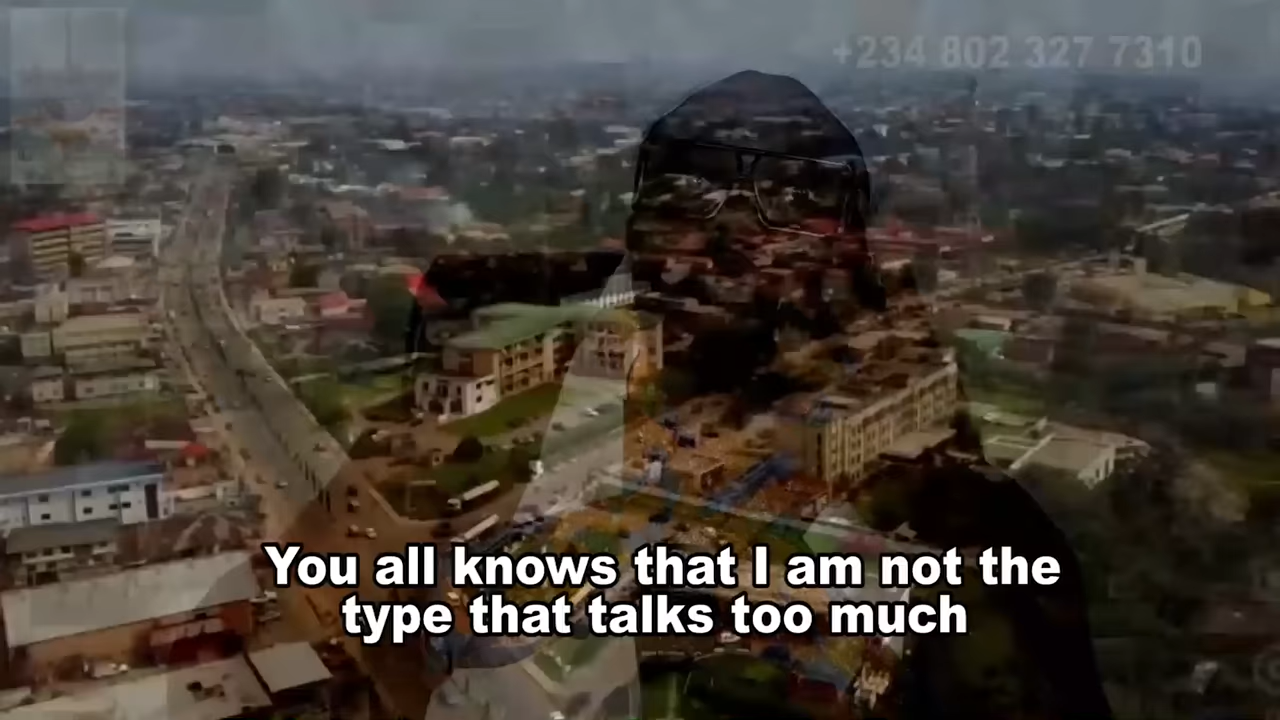 +234 802 327 7310
You all knows that I am not the
type that talks too much